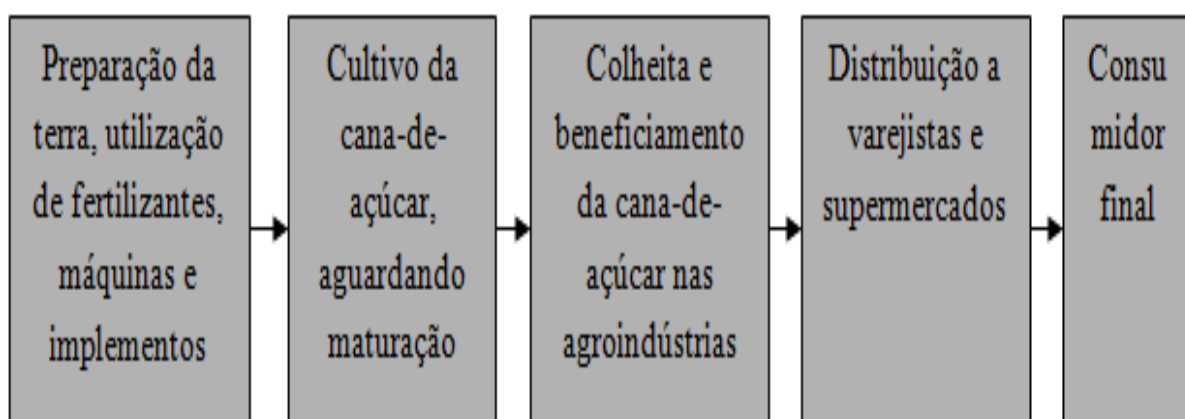 Preparação da
terra, utilização
de fertilizantes,
máquinas e
implementos
Cultivo da
cana-de-
açúcar,
aguardando
maturação
Colheita e
beneficiamento
da cana-de-
açúcar nas
agroindústrias
Distribuição a
varejistas e
supermercados
Consu
midor
final